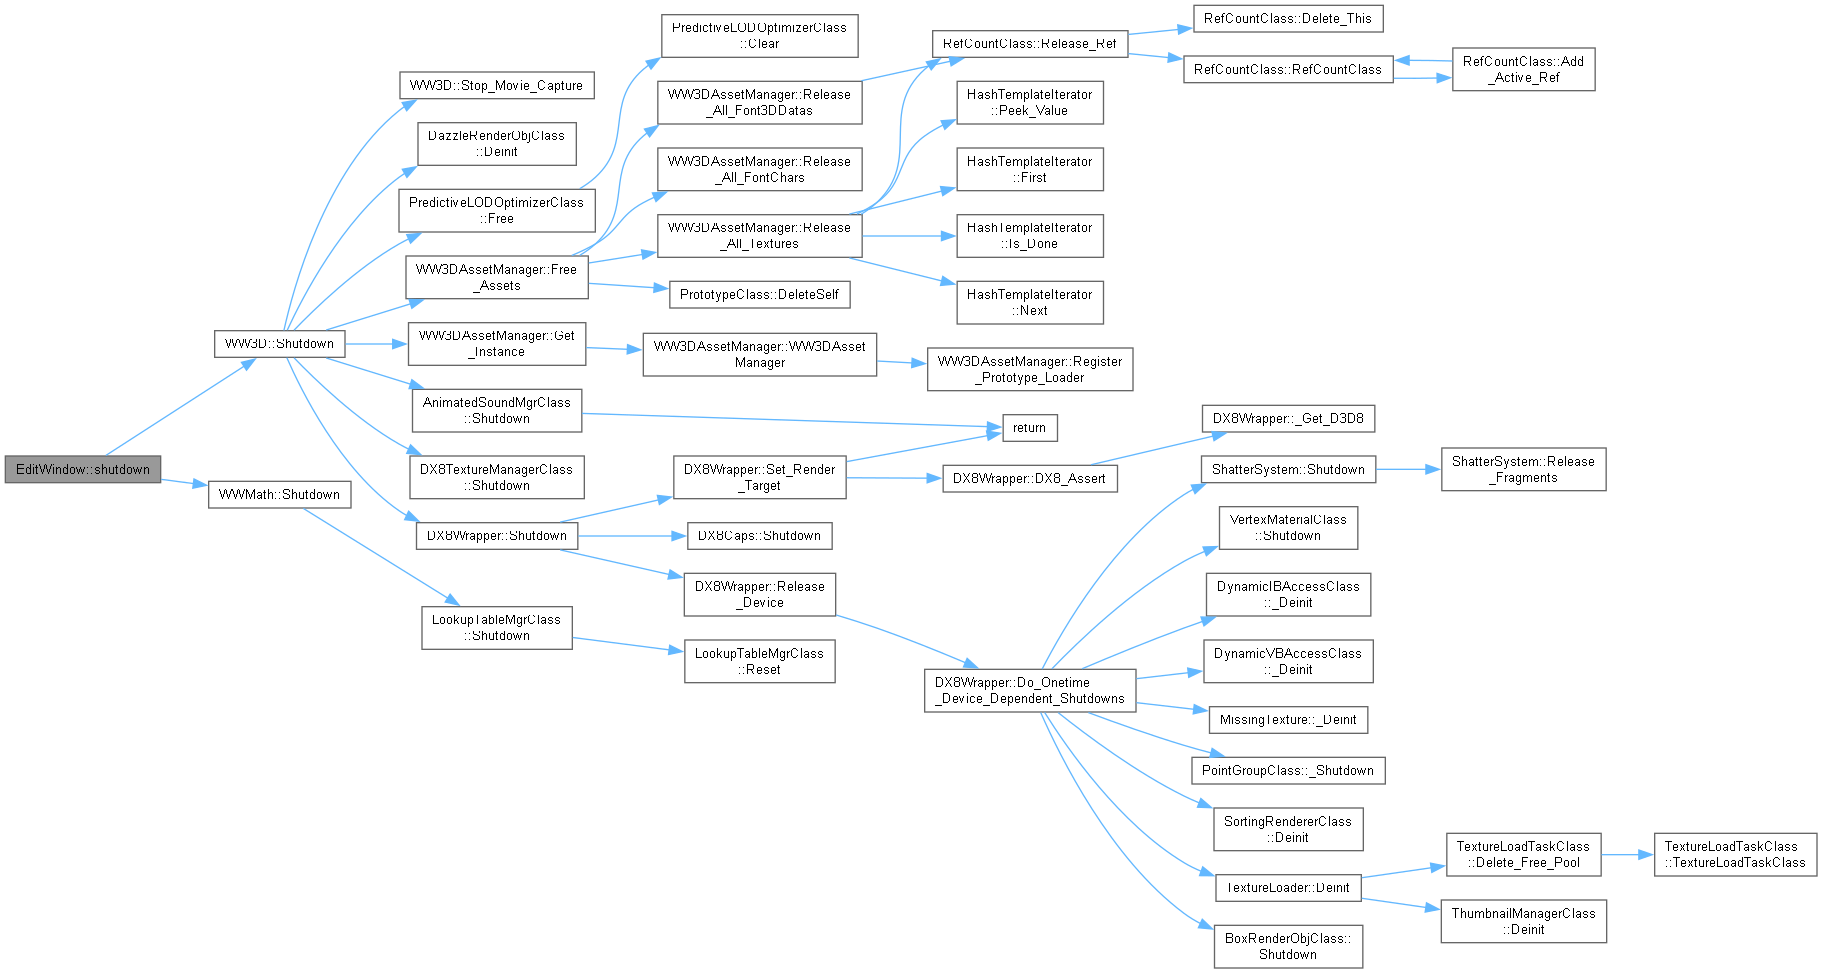 EditWindow::shutdown
WW3D::Shutdown
WWMath::Shutdown
WW3D::Stop_Movie_Capture
DazzleRenderObjClass
::Deinit
PredictiveLODOptimizerClass
::Free
WW3DAssetManager::Free
_Assets
WW3DAssetManager::Get
_Instance
AnimatedSoundMgrClass
::Shutdown
DX8TextureManagerClass
::Shutdown
DX8Wrapper::Shutdown
LookupTableMgrClass
::Shutdown
PredictiveLODOptimizerClass
::Clear
WW3DAssetManager::Release
_All_Font3DDatas
WW3DAssetManager::Release
_All_FontChars
WW3DAssetManager::Release
_All_Textures
PrototypeClass::DeleteSelf
WW3DAssetManager::WW3DAsset
Manager
DX8Wrapper::Set_Render
_Target
DX8Caps::Shutdown
DX8Wrapper::Release
_Device
LookupTableMgrClass
::Reset
RefCountClass::Release_Ref
HashTemplateIterator
::Peek_Value
HashTemplateIterator
::First
HashTemplateIterator
::Is_Done
HashTemplateIterator
::Next
WW3DAssetManager::Register
_Prototype_Loader
return
DX8Wrapper::DX8_Assert
DX8Wrapper::Do_Onetime
_Device_Dependent_Shutdowns
RefCountClass::Delete_This
RefCountClass::RefCountClass
DX8Wrapper::_Get_D3D8
ShatterSystem::Shutdown
VertexMaterialClass
::Shutdown
DynamicIBAccessClass
::_Deinit
DynamicVBAccessClass
::_Deinit
MissingTexture::_Deinit
PointGroupClass::_Shutdown
SortingRendererClass
::Deinit
TextureLoader::Deinit
BoxRenderObjClass::
Shutdown
RefCountClass::Add
_Active_Ref
ShatterSystem::Release
_Fragments
TextureLoadTaskClass
::Delete_Free_Pool
ThumbnailManagerClass
::Deinit
TextureLoadTaskClass
::TextureLoadTaskClass